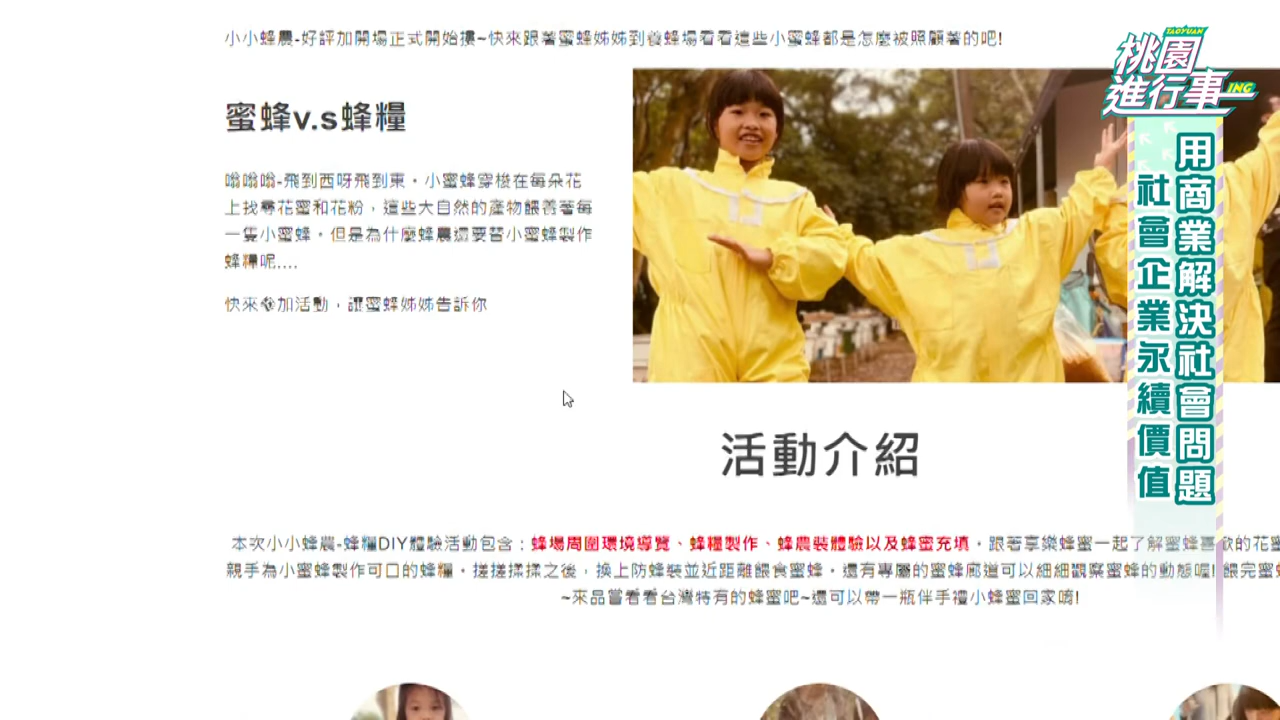 小小蜂農-好評加開場正式開始摟~快來跟著蜜蜂姊姊到養蜂場看看這些小蜜蜂都是怎麼被照顧著的吧!
蜜蜂v.s蜂糧
嗡嗡嗡-飛到西呀飛到東。小蜜蜂穿梭在每朵花
上找尋花蜜和花粉，這些大自然的產物餵養著每
一隻小蜜蜂。但是為什麼蜂農還要替小蜜蜂製作
蜂糧呢....
快來參加活動，讓蜜蜂姊姊告訴你
活動介紹
本次小小蜂農-蜂糧DIY體驗活動包含：蜂場周圍環境導覽、蜂糧製作、蜂農裝體驗以及蜂蜜充填。跟著享樂蜂蜜一起了解蜜蜂喜歡的花蜜
親手為小蜜蜂製作可口的蜂糧。搓搓揉揉之後，換上防蜂裝並近距離餵食蜜蜂。還有專屬的蜜蜂廊道可以細細觀察蜜蜂的動態喔! 餵完蜜蜂
~來品嘗看看台灣特有的蜂蜜吧~還可以帶一瓶伴手禮小蜂蜜回家唷!
TAOYUAN
桃園
進行事ING
用商業解決社會問題
社會企業永續價值